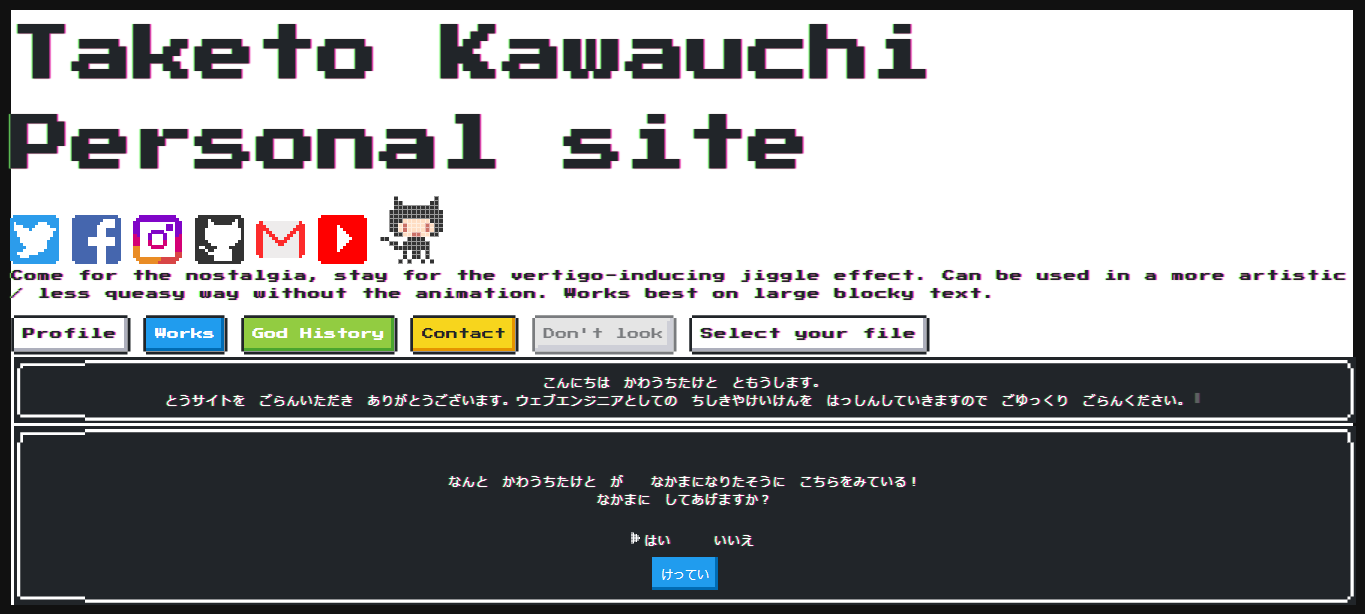 Taketo Kawauchi
Personal site
Come for the nostalgia, stay for the vertigo-inducing jiggle effect. Can be used in a more artistic
/ less queasy way without the animation. Works best on large blocky text.
Profile Works God History Contact Don't look Select your file
こんにちは　かわうちたけと　ともうします。
とうサイトを　ごらんいただき　ありがとうございます。ウェブエンジニアとしての　ちしきやけいけんを　はっしんしていきますので　ごゆっくり　ごらんください。
なんと　かわうちたけと　が　　なかまになりたそうに　こちらをみている！
なかまに　してあげますか？
はい　いいえ
けってい